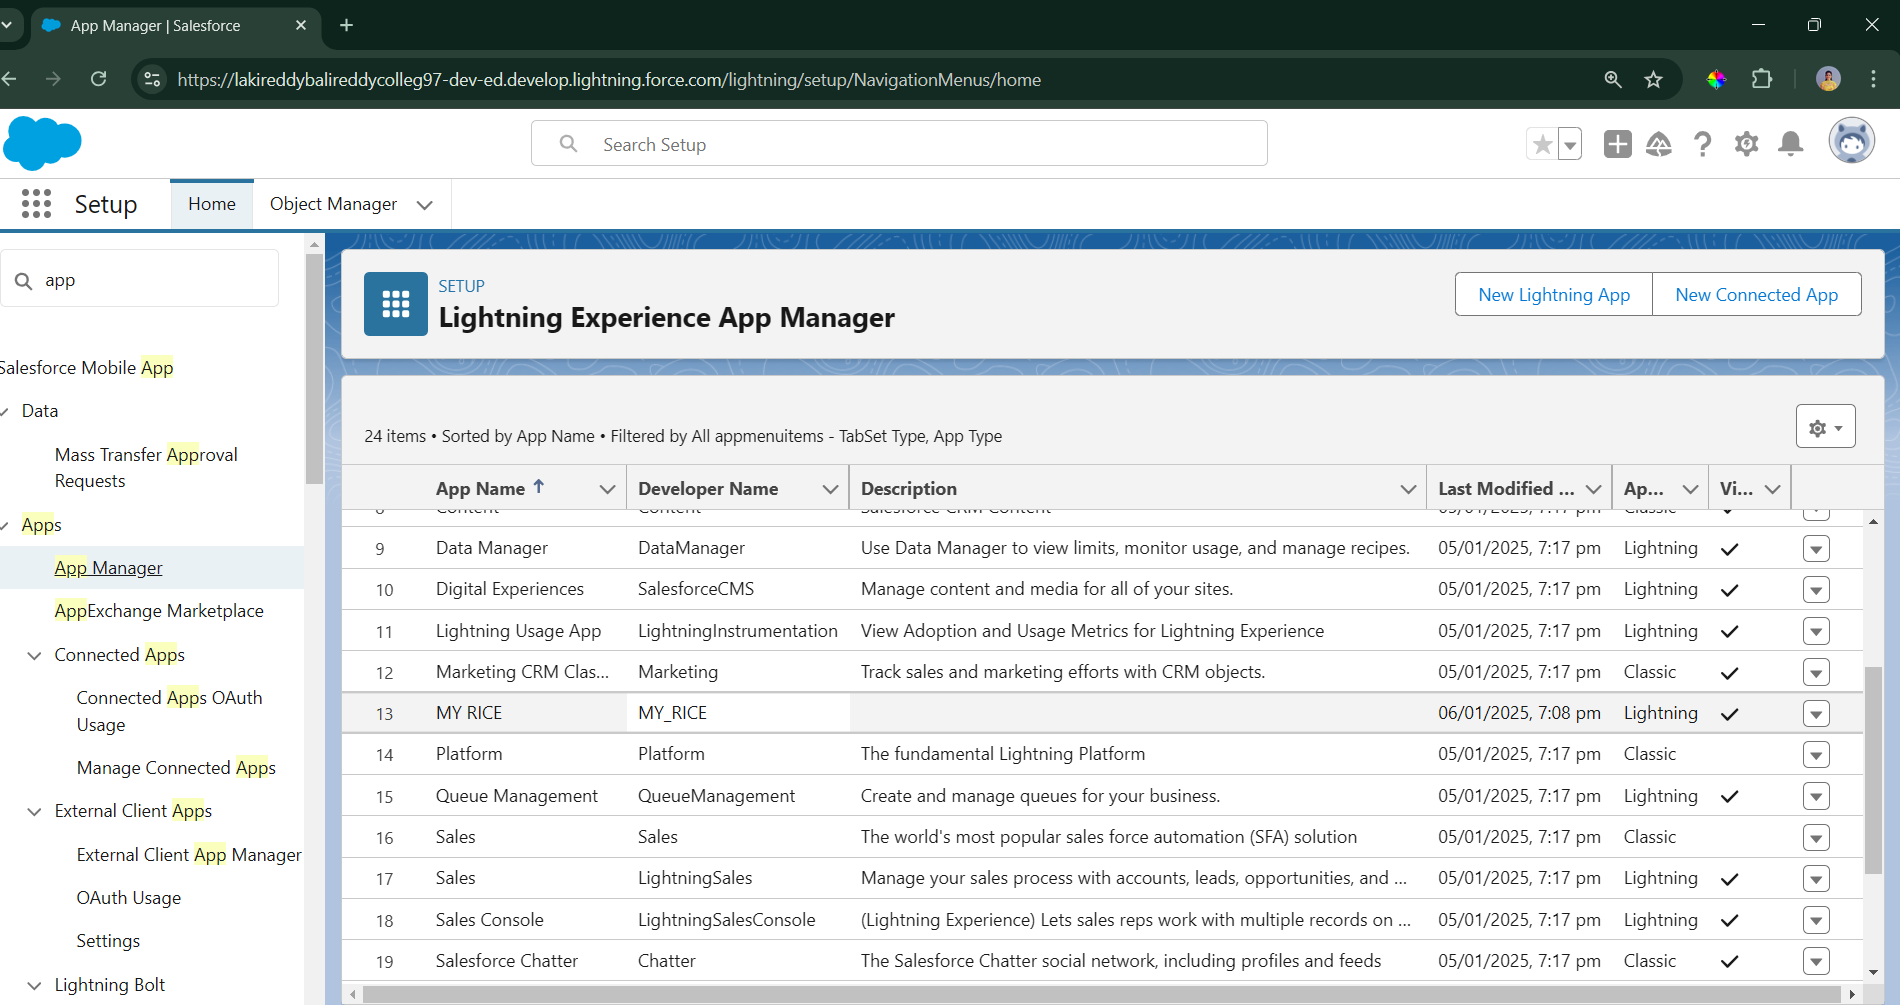 App Manager | Salesforce
https://lakireddybalireddycolleg97-dev-ed.develop.lightning.force.com/lightning/setup/NavigationMenus/home
Search Setup
Setup
Home
Object Manager
app
Salesforce Mobile App
Data
Mass Transfer Approval
Requests
Apps
App Manager
AppExchange Marketplace
Connected Apps
Connected Apps OAuth
Usage
Manage Connected Apps
External Client Apps
External Client App Manager
OAuth Usage
Settings
Lightning Bolt
SETUP
Lightning Experience App Manager
New Lightning App
New Connected App
24 items • Sorted by App Name • Filtered by All appmenuitems - TabSet Type, App Type
App Name Developer Name Description Last Modified ... Ap... Vi...
8 Content Content Salesforce CRM Content 05/01/2025, 7:17 pm Classic
9 Data Manager DataManager Use Data Manager to view limits, monitor usage, and manage recipes. 05/01/2025, 7:17 pm Lightning
10 Digital Experiences SalesforceCMS Manage content and media for all of your sites. 05/01/2025, 7:17 pm Lightning
11 Lightning Usage App LightningInstrumentation View Adoption and Usage Metrics for Lightning Experience 05/01/2025, 7:17 pm Lightning
12 Marketing CRM Clas... Marketing Track sales and marketing efforts with CRM objects. 05/01/2025, 7:17 pm Classic
13 MY RICE MY_RICE 06/01/2025, 7:08 pm Lightning
14 Platform Platform The fundamental Lightning Platform 05/01/2025, 7:17 pm Classic
15 Queue Management QueueManagement Create and manage queues for your business. 05/01/2025, 7:17 pm Lightning
16 Sales Sales The world's most popular sales force automation (SFA) solution 05/01/2025, 7:17 pm Classic
17 Sales LightningSales Manage your sales process with accounts, leads, opportunities, and ... 05/01/2025, 7:17 pm Lightning
18 Sales Console LightningSalesConsole (Lightning Experience) Lets sales reps work with multiple records on ... 05/01/2025, 7:17 pm Lightning
19 Salesforce Chatter Chatter The Salesforce Chatter social network, including profiles and feeds 05/01/2025, 7:17 pm Classic